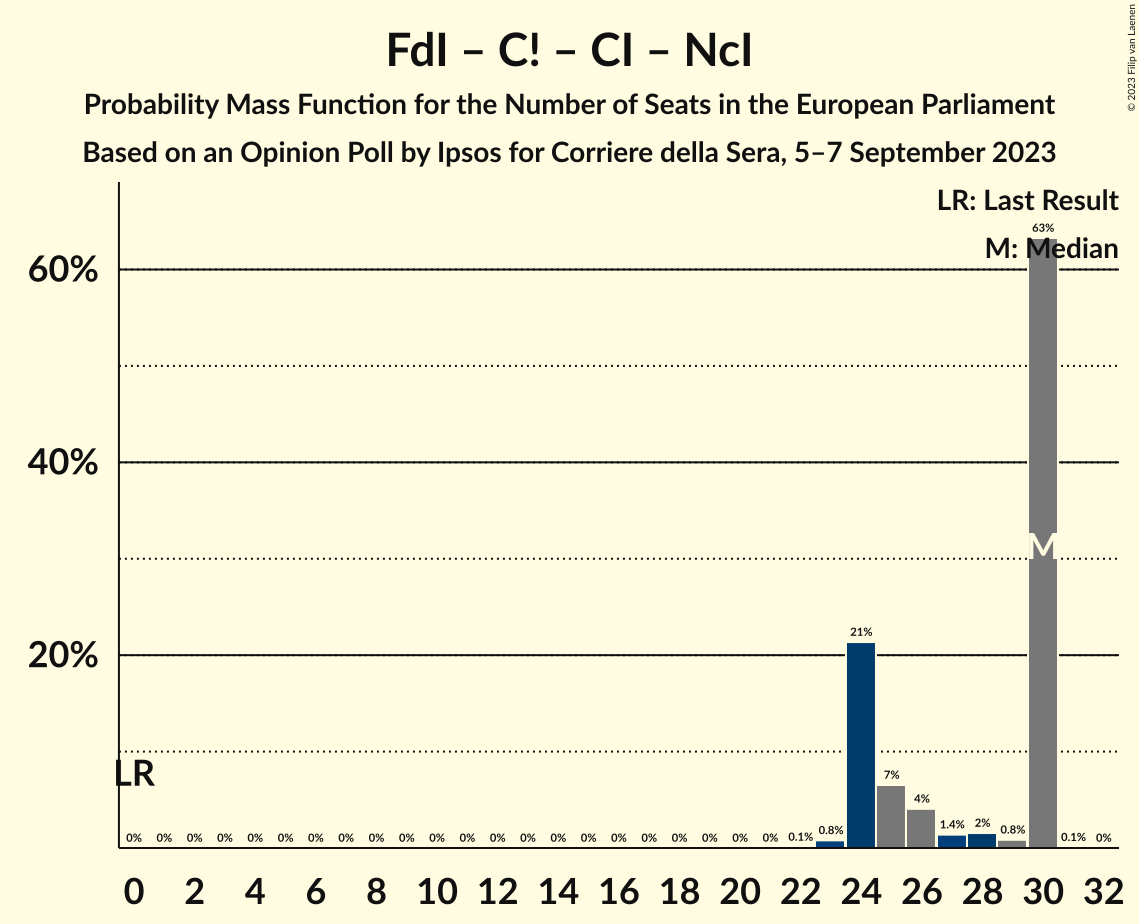 FdI – C! – CI – NcI
Probability Mass Function for the Number of Seats in the European Parliament
Based on an Opinion Poll by Ipsos for Corriere della Sera, 5–7 September 2023
© 2023 Filip van Laenen
LR: Last Result
M: Median
63%
60%
40%
M
21%
20%
LR
7%
4%
0% 0% 0% 0% 0% 0% 0% 0% 0% 0% 0% 0% 0% 0% 0% 0% 0% 0% 0% 0% 0% 0% 0.1% 0.8% 1.4% 2% 0.8% 0.1% 0%
0 2 4 6 8 10 12 14 16 18 20 22 24 26 28 30 32